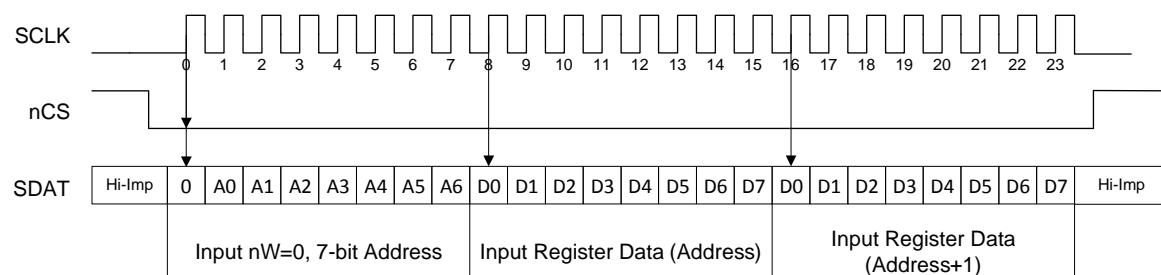 SCLK
0 1 2 3 4 5 6 7 8 9 10 11 12 13 14 15 16 17 18 19 20 21 22 23
nCS
SDAT Hi-Imp 0 A0 A1 A2 A3 A4 A5 A6 D0 D1 D2 D3 D4 D5 D6 D7 D0 D1 D2 D3 D4 D5 D6 D7 Hi-Imp
Input nW=0, 7-bit Address
Input Register Data (Address)
Input Register Data
(Address+1)